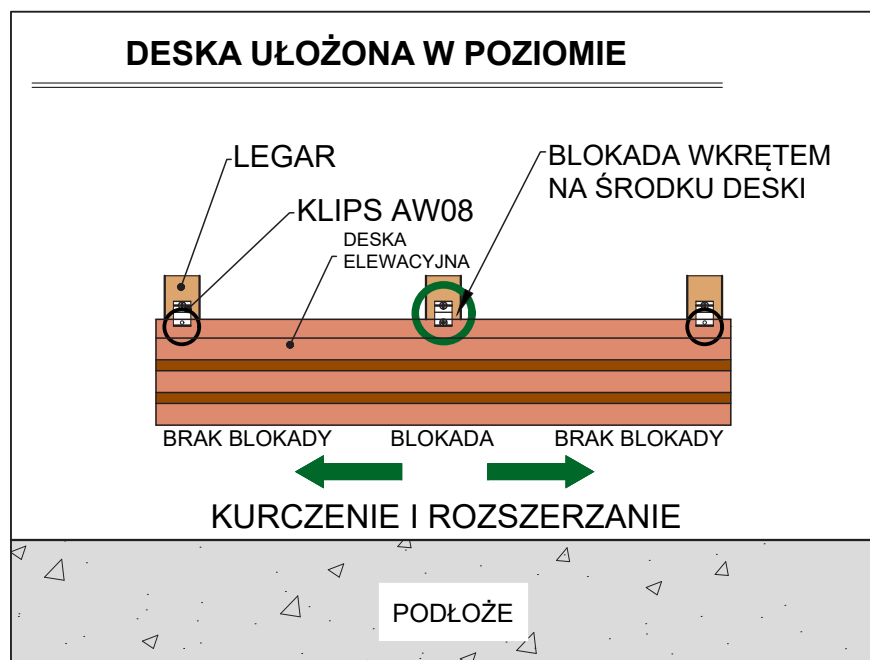 DESKA UŁOŻONA W POZIOMIE
LEGAR
BLOKADA WKRĘTEM
NA ŚRODKU DESKI
KLIPS AW08
DESKA
ELEWACYJNA
BRAK BLOKADY
BLOKADA
BRAK BLOKADY
KURCZENIE I ROZSZERZANIE
PODŁOŻE